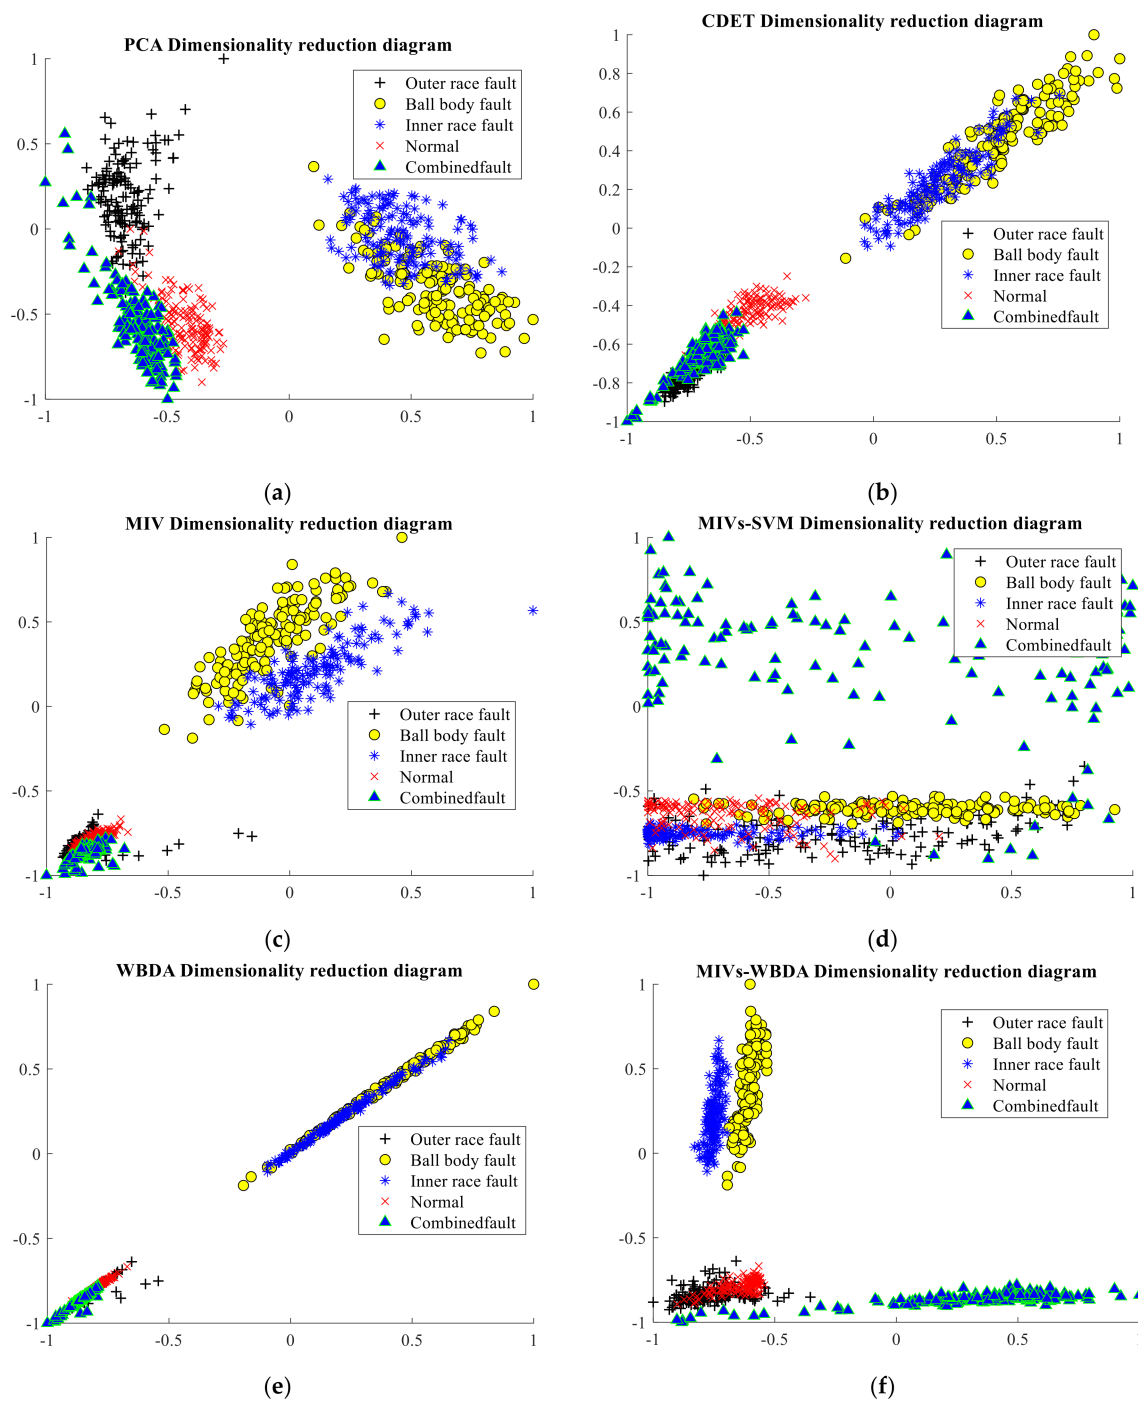 PCA Dimensionality reduction diagram
1
0.5
0
-0.5
-1
-1
-0.5
0
0.5
1
Outer race fault
Ball body fault
Inner race fault
Normal
Combinedfault
(a)
CDET Dimensionality reduction diagram
1
0.8
0.6
0.4
0.2
0
-0.2
-0.4
-0.6
-0.8
-1
-1
-0.5
0
0.5
1
Outer race fault
Ball body fault
Inner race fault
Normal
Combinedfault
(b)
MIV Dimensionality reduction diagram
1
0.5
0
-0.5
-1
-1
-0.5
0
0.5
1
Outer race fault
Ball body fault
Inner race fault
Normal
Combinedfault
(c)
MIVs-SVM Dimensionality reduction diagram
1
0.5
0
-0.5
-1
-1
-0.5
0
0.5
1
Outer race fault
Ball body fault
Inner race fault
Normal
Combinedfault
(d)
WBDA Dimensionality reduction diagram
1
0.5
0
-0.5
-1
-1
-0.5
0
0.5
1
Outer race fault
Ball body fault
Inner race fault
Normal
Combinedfault
(e)
MIVs-WBDA Dimensionality reduction diagram
1
0.5
0
-0.5
-1
-1
-0.5
0
0.5
1
Outer race fault
Ball body fault
Inner race fault
Normal
Combinedfault
(f)